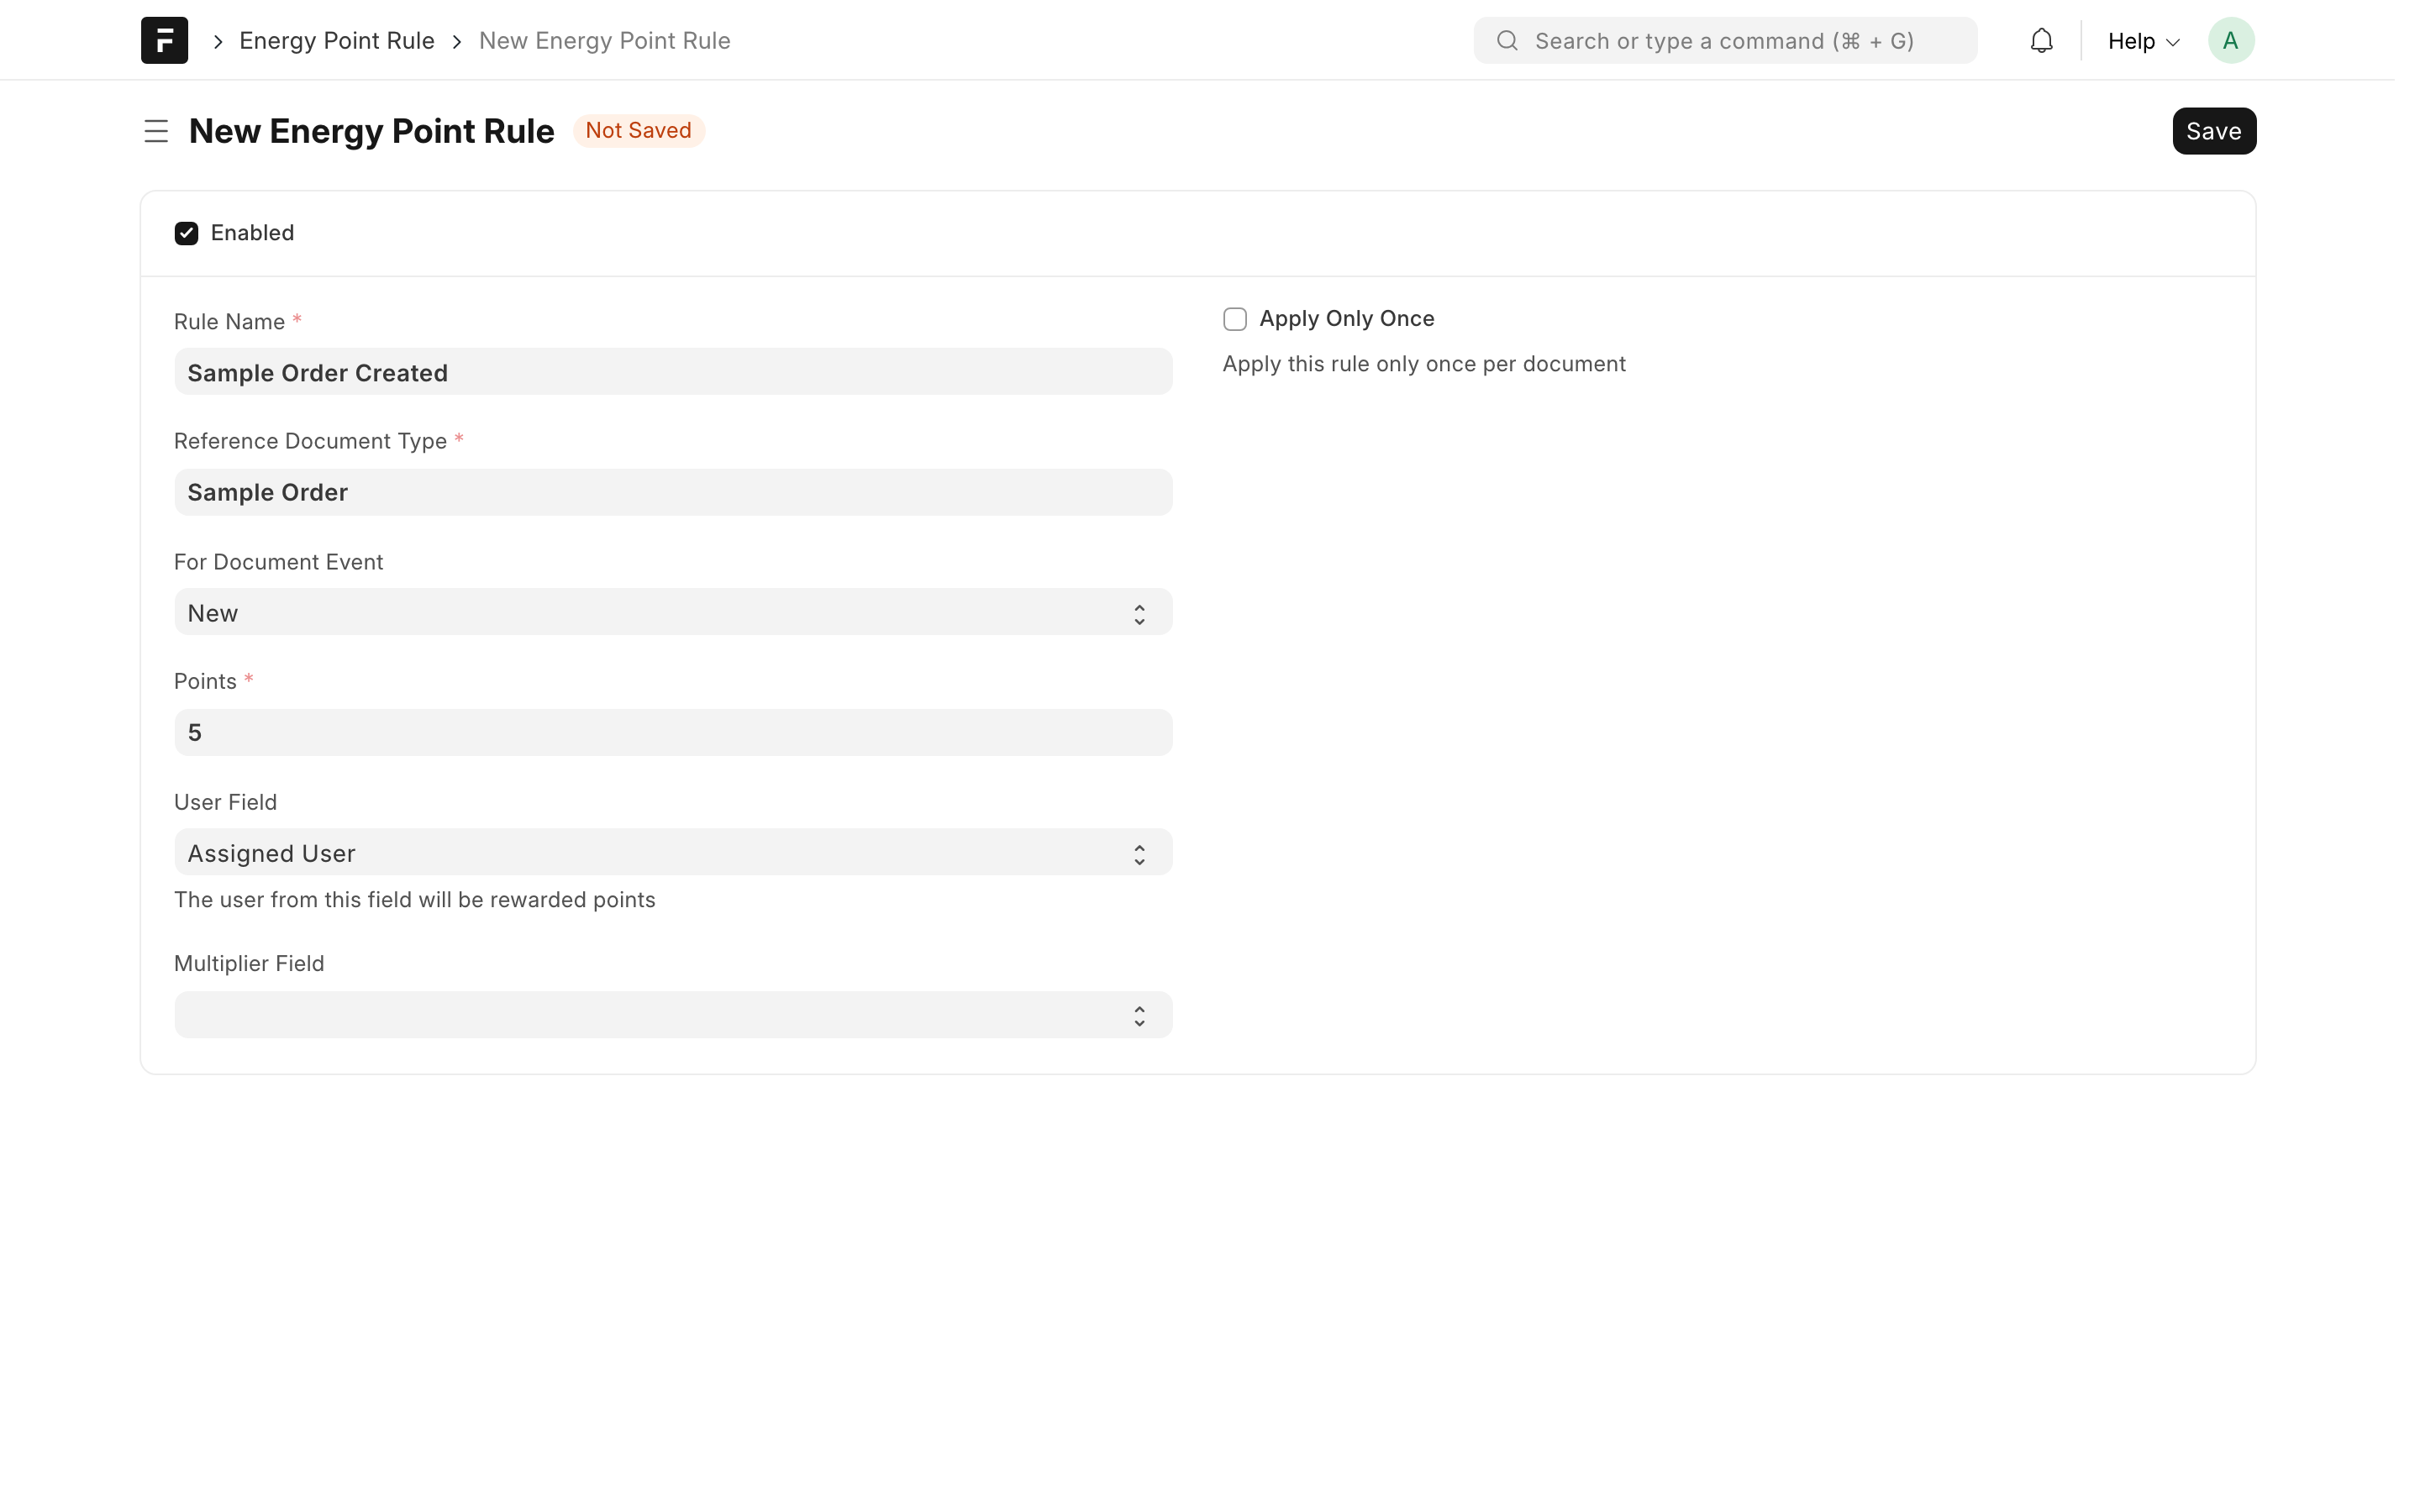 F
Energy Point Rule
New Energy Point Rule
Search or type a command (⌘ + G)
Help
A
New Energy Point Rule
Not Saved
Save
Enabled
Rule Name *
Sample Order Created
Reference Document Type *
Sample Order
For Document Event
New
Points *
5
User Field
Assigned User
The user from this field will be rewarded points
Multiplier Field
Apply Only Once
Apply this rule only once per document